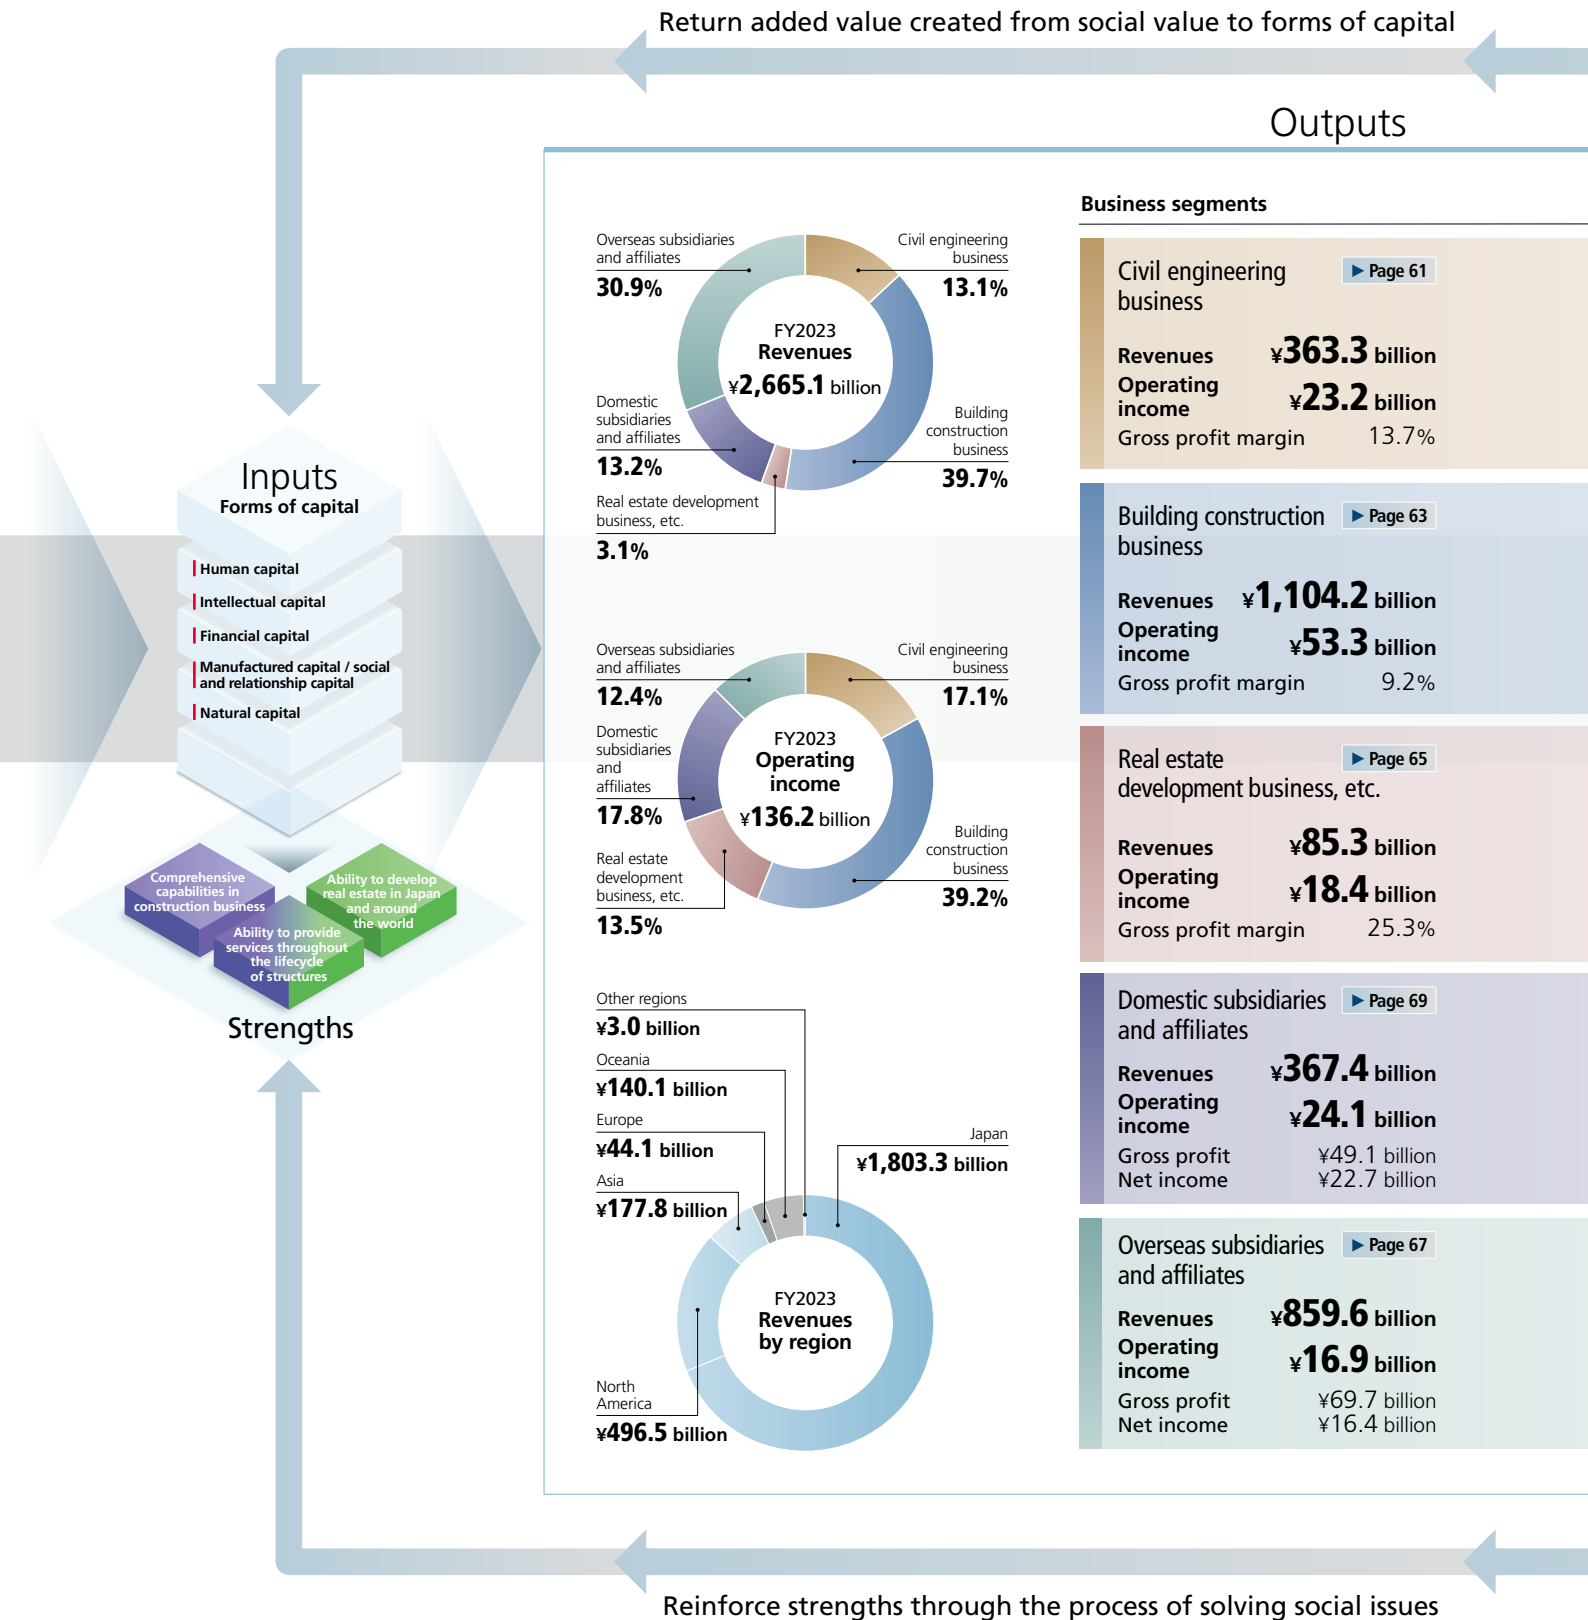 Return added value created from social value to forms of capital
Outputs
Inputs
Forms of capital
Human capital
Intellectual capital
Financial capital
Manufactured capital / social
and relationship capital
Natural capital
Comprehensive
capabilities in
construction business
Ability to develop
real estate in Japan
and around
the world
Ability to provide
services throughout
the lifecycle
of structures
Strengths
Overseas subsidiaries
and affiliates
30.9%
Civil engineering
business
13.1%
FY2023
Revenues
¥2,665.1 billion
Domestic
subsidiaries
and affiliates
13.2%
Building
construction
business
39.7%
Real estate development
business, etc.
3.1%
Overseas subsidiaries
and affiliates
12.4%
Civil engineering
business
17.1%
Domestic
subsidiaries
and
affiliates
17.8%
FY2023
Operating
income
¥136.2 billion
Real estate
development
business, etc.
13.5%
Building
construction
business
39.2%
Other regions
¥3.0 billion
Oceania
¥140.1 billion
Europe
¥44.1 billion
Asia
¥177.8 billion
Japan
¥1,803.3 billion
FY2023
Revenues
by region
North
America
¥496.5 billion
Business segments
Civil engineering ▶ Page 61
business
Revenues ¥363.3 billion
Operating
income ¥23.2 billion
Gross profit margin 13.7%
Building construction ▶ Page 63
business
Revenues ¥1,104.2 billion
Operating
income ¥53.3 billion
Gross profit margin 9.2%
Real estate ▶ Page 65
development business, etc.
Revenues ¥85.3 billion
Operating
income ¥18.4 billion
Gross profit margin 25.3%
Domestic subsidiaries ▶ Page 69
and affiliates
Revenues ¥367.4 billion
Operating
income ¥24.1 billion
Gross profit ¥49.1 billion
Net income ¥22.7 billion
Overseas subsidiaries ▶ Page 67
and affiliates
Revenues ¥859.6 billion
Operating
income ¥16.9 billion
Gross profit ¥69.7 billion
Net income ¥16.4 billion
Reinforce strengths through the process of solving social issues